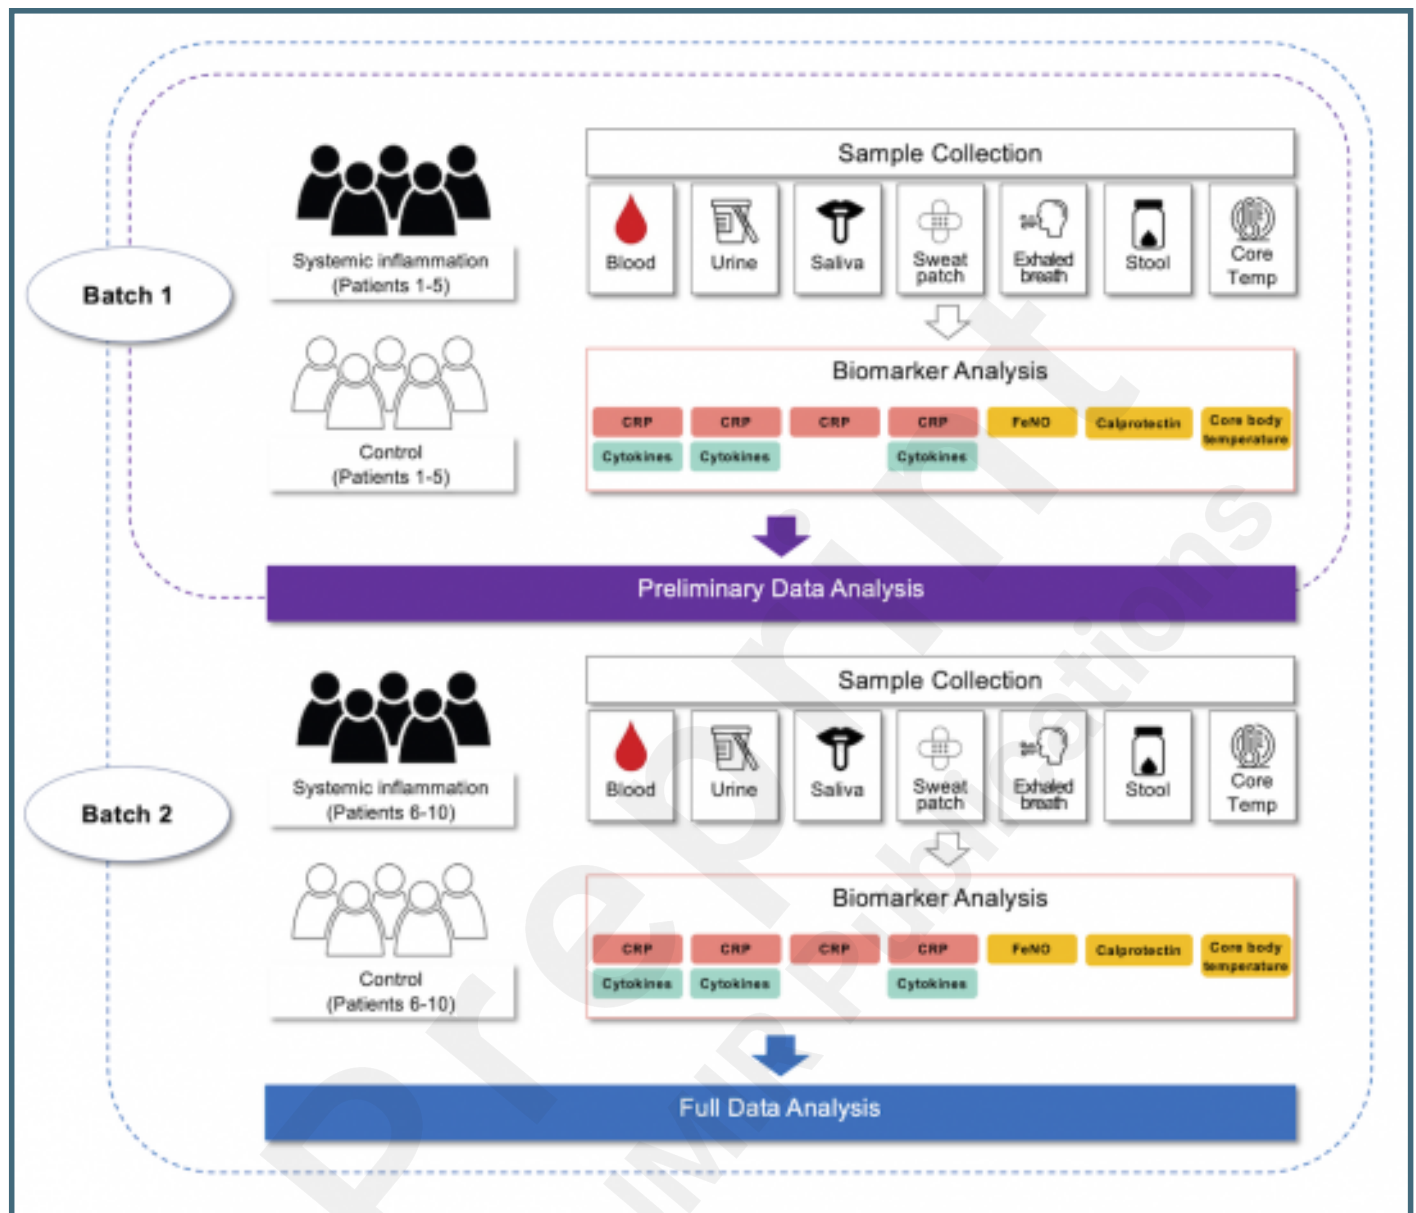 Sample Collection
Blood
Urine
Saliva
Sweat
patch
Exhaled
breath
Stool
Core
Temp
Systemic inflammation
(Patients 1-5)
Batch 1
Biomarker Analysis
CRP
CRP
CRP
CRP
FeNO
Calprotectin
Core body
temperature
Cytokines
Cytokines
Cytokines
Control
(Patients 1-5)
Preliminary Data Analysis
Sample Collection
Blood
Urine
Saliva
Sweat
patch
Exhaled
breath
Stool
Core
Temp
Systemic inflammation
(Patients 6-10)
Batch 2
Biomarker Analysis
CRP
CRP
CRP
CRP
FeNO
Calprotectin
Core body
temperature
Cytokines
Cytokines
Cytokines
Control
(Patients 6-10)
Full Data Analysis
Preprint
JMIR Publications